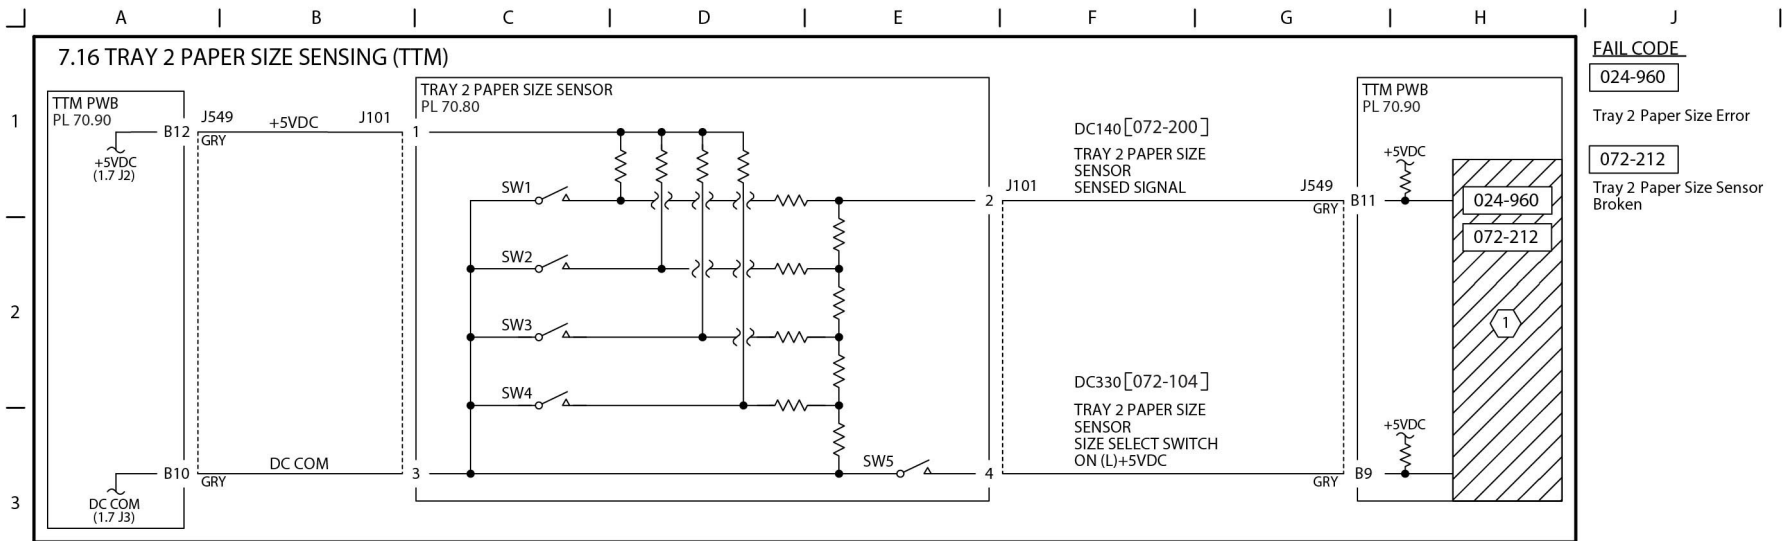 A B C D E F G H J
7.16 TRAY 2 PAPER SIZE SENSING (TTM)
FAIL CODE
024-960
Tray 2 Paper Size Error
072-212
Tray 2 Paper Size Sensor
Broken
1
2
3
TTM PWB
PL 70.90
+5VDC
(1.7 J2)
B12
J549
GRY
+5VDC
J101
1
B10
GRY
DC COM
3
DC COM
(1.7 J3)
TRAY 2 PAPER SIZE SENSOR
PL 70.80
SW1
SW2
SW3
SW4
SW5
2
4
J101
DC140[072-200]
TRAY 2 PAPER SIZE
SENSOR
SENSED SIGNAL
J549
GRY
B11
DC330[072-104]
TRAY 2 PAPER SIZE
SENSOR
SIZE SELECT SWITCH
ON (L)+5VDC
GRY
B9
TTM PWB
PL 70.90
+5VDC
024-960
072-212
1
+5VDC